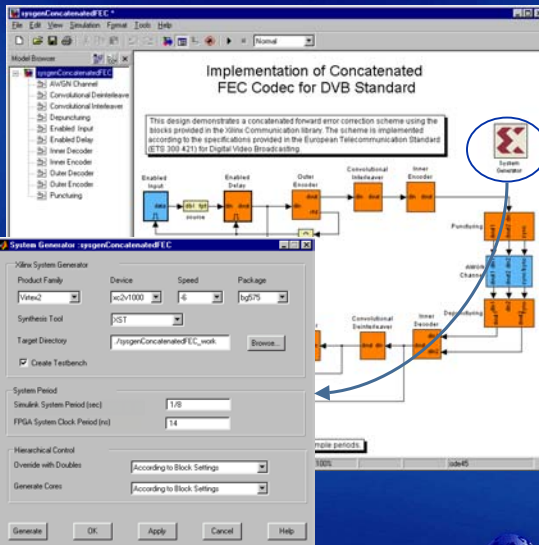 sysgenConcatenatedFEC *
File Edit View Simulation Format Tools Help
Normal
Model Browser
sysgenConcatenatedFEC
AWGN Channel
Convolutional Deinterleave
Convolutional Interleaver
Depuncturing
Enabled Input
Enabled Delay
Inner Decoder
Inner Encoder
Outer Decoder
Outer Encoder
Puncturing
Implementation of Concatenated
FEC Codec for DVB Standard
This design demonstrates a concatenated forward error correction scheme using the
blocks provided in the Xilinx Communication library. The scheme is implemented
according to the specifications provided in the European Telecommunication Standard
(ETS 300 421) for Digital Video Broadcasting.
System
Generator
Enabled
Input
Enabled
Delay
Outer
Encoder
Convolutional
Interleaver
Inner
Encoder
source
Puncturing
AWGN
Channel
Depuncturing
Convolutional
Deinterleaver
Inner
Decoder
mple periods.
100%
ode45
System Generator :sysgenConcatenatedFEC
Xilinx System Generator
Product Family
Device
Speed
Package
Virtex2
xc2v1000
-6
bg575
Synthesis Tool
XST
Target Directory
./sysgenConcatenatedFEC_work
Browse...
Create Testbench
System Period
Simulink System Period (sec)
1/8
FPGA System Clock Period (ns)
14
Hierarchical Control
Override with Doubles
According to Block Settings
Generate Cores
According to Block Settings
Generate
OK
Apply
Cancel
Help